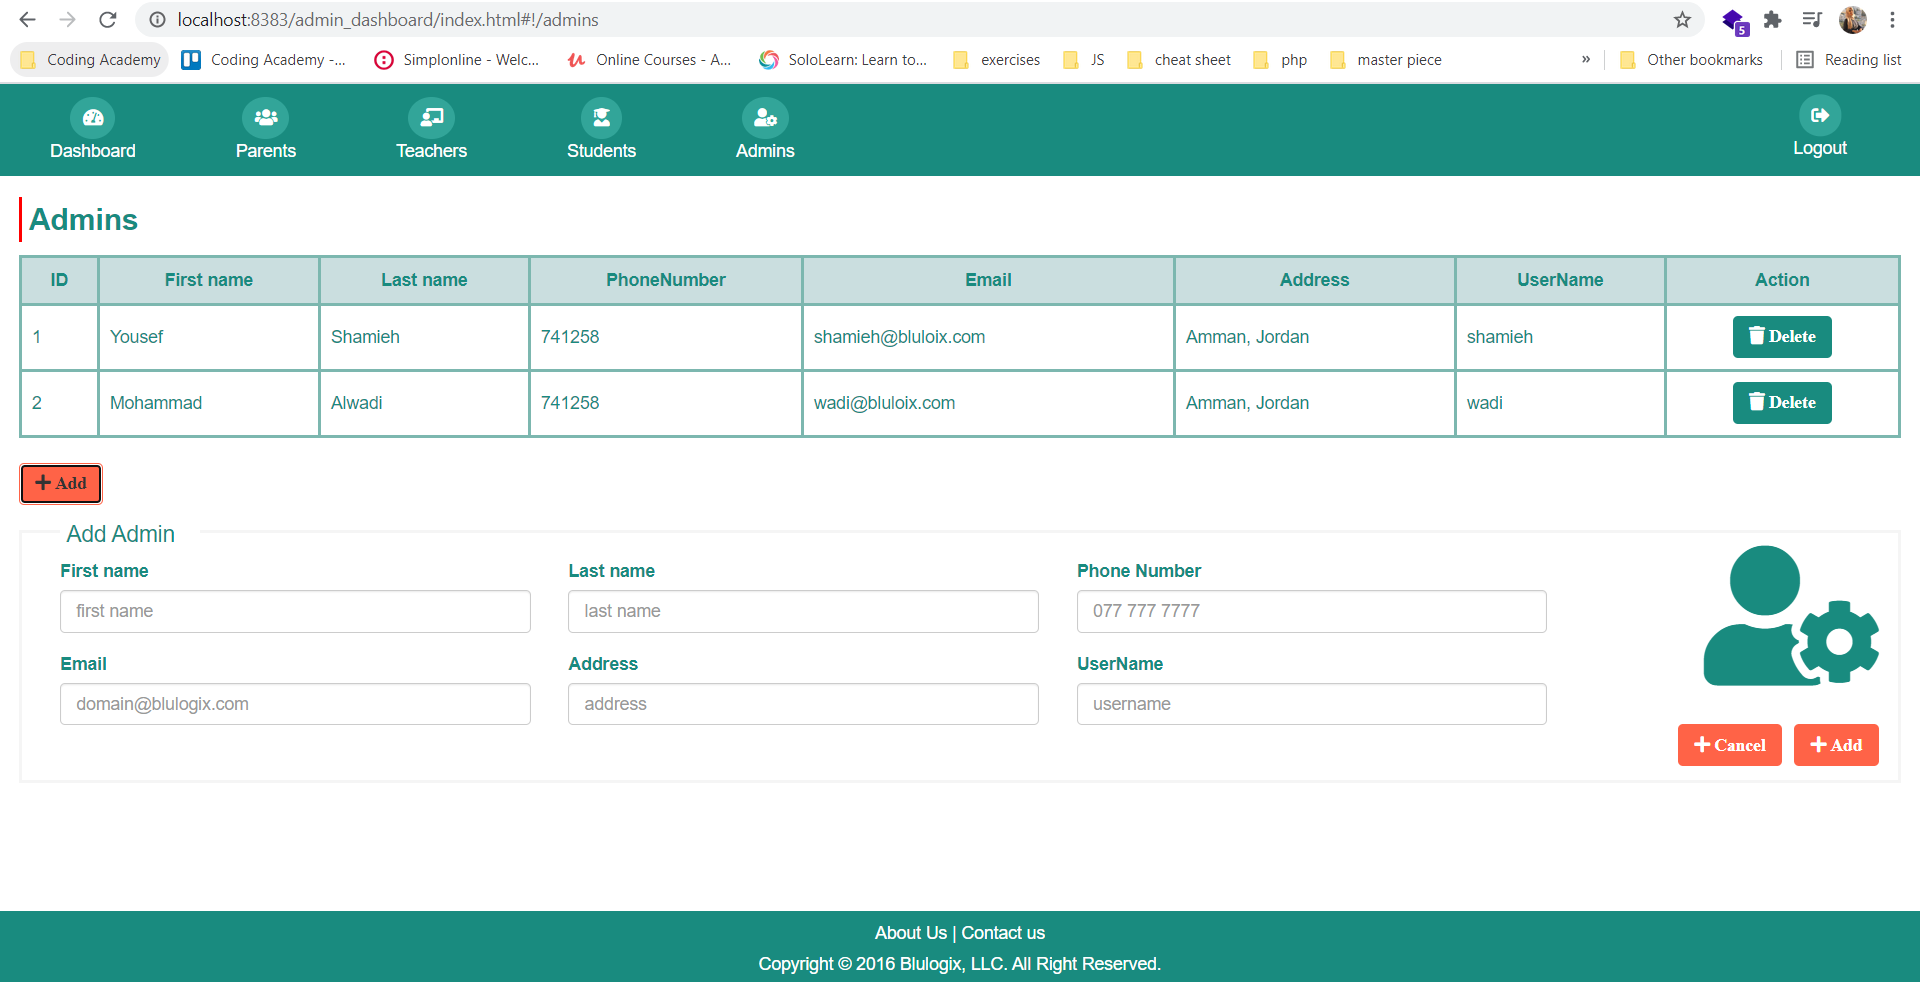 localhost:8383/admin_dashboard/index.html#!/admins
5
Coding Academy Coding Academy -... Simplonline - Welc... Online Courses - A... SoloLearn: Learn to... exercises JS cheat sheet php master piece » Other bookmarks Reading list
Dashboard Parents Teachers Students Admins Logout
Admins
ID First name Last name PhoneNumber Email Address UserName Action
1 Yousef Shamieh 741258 shamieh@bluloix.com Amman, Jordan shamieh Delete
2 Mohammad Alwadi 741258 wadi@bluloix.com Amman, Jordan wadi Delete
Add
Add Admin
First name Last name Phone Number
first name last name 077 777 7777
Email Address UserName
domain@blulogix.com address username
Cancel Add
About Us | Contact us
Copyright © 2016 Blulogix, LLC. All Right Reserved.